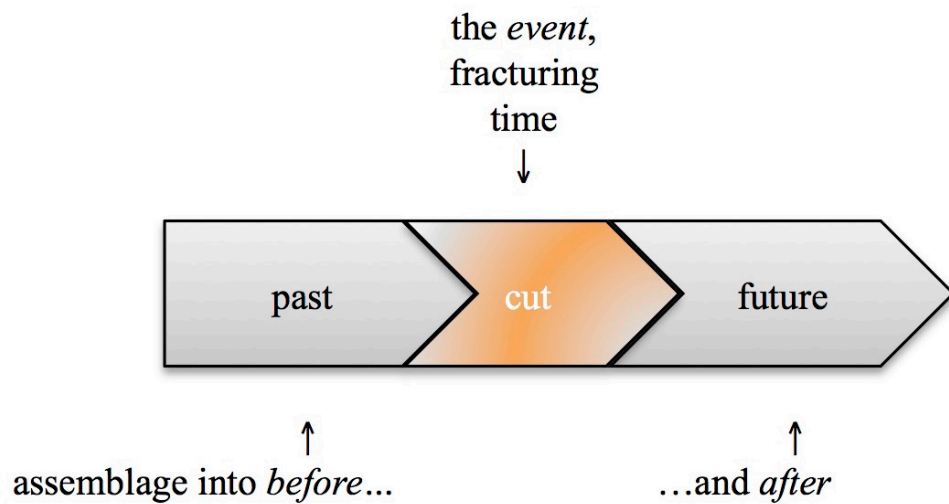 the event,
fracturing
time
past
cut
future
assemblage into before...
...and after